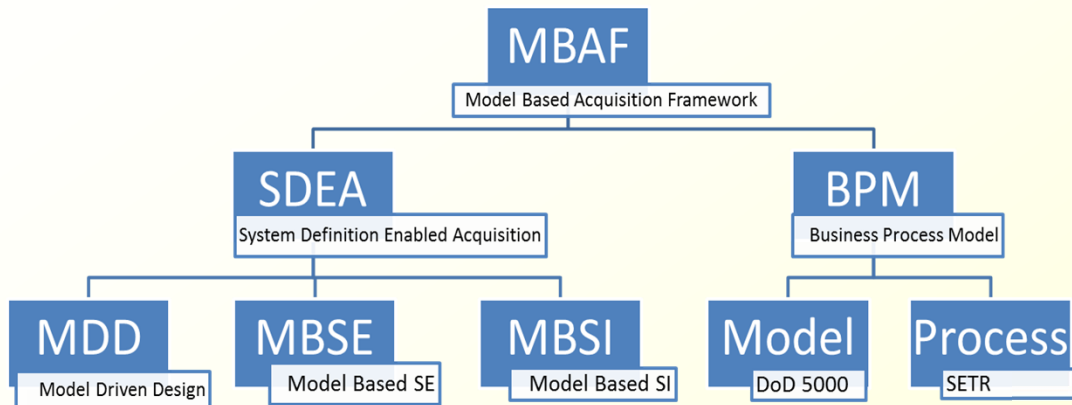 MBAF
Model Based Acquisition Framework
SDEA
System Definition Enabled Acquisition
BPM
Business Process Model
MDD
Model Driven Design
MBSE
Model Based SE
MBSI
Model Based SI
Model
DoD 5000
Process
SETR